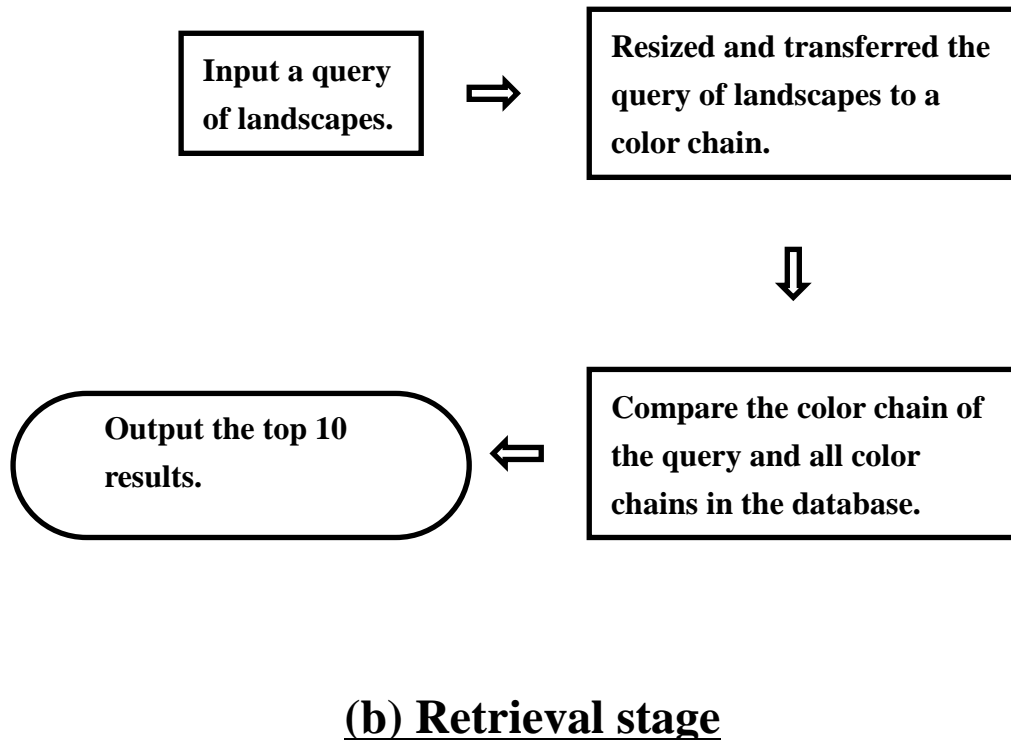 Input a query
of landscapes.
Resized and transferred the
query of landscapes to a
color chain.
Compare the color chain of
the query and all color
chains in the database.
Output the top 10
results.
(b) Retrieval stage